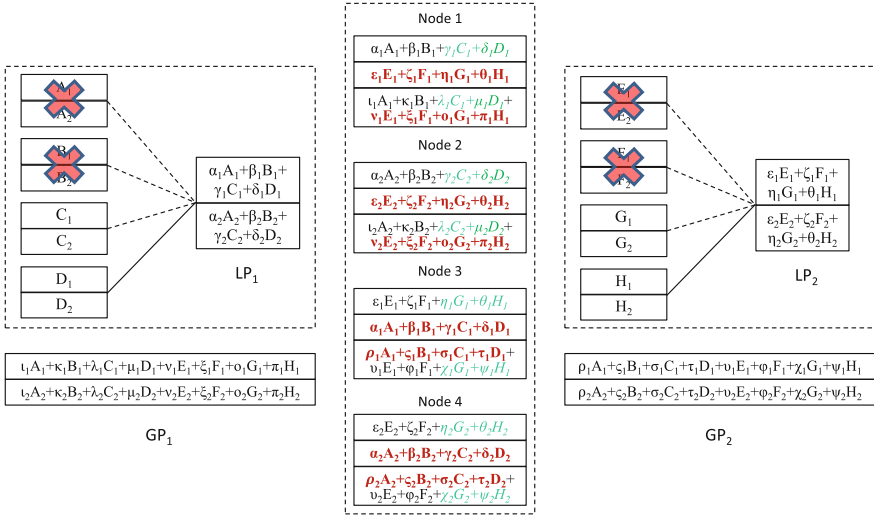 A₁
A₂
B₁
B₂
C₁
C₂
D₁
D₂
α₁A₁+β₁B₁+
γ₁C₁+δ₁D₁
α₂A₂+β₂B₂+
γ₂C₂+δ₂D₂
LP₁
ι₁A₁+κ₁B₁+λ₁C₁+μ₁D₁+ν₁E₁+ξ₁F₁+ο₁G₁+π₁H₁
ι₂A₂+κ₂B₂+λ₂C₂+μ₂D₂+ν₂E₂+ξ₂F₂+ο₂G₂+π₂H₂
GP₁
Node 1
α₁A₁+β₁B₁+γ₁C₁+δ₁D₁
ε₁E₁+ζ₁F₁+η₁G₁+θ₁H₁
ι₁A₁+κ₁B₁+λ₁C₁+μ₁D₁+
ν₁E₁+ξ₁F₁+ο₁G₁+π₁H₁
Node 2
α₂A₂+β₂B₂+γ₂C₂+δ₂D₂
ε₂E₂+ζ₂F₂+η₂G₂+θ₂H₂
ι₂A₂+κ₂B₂+λ₂C₂+μ₂D₂+
ν₂E₂+ξ₂F₂+ο₂G₂+π₂H₂
Node 3
ε₁E₁+ζ₁F₁+η₁G₁+θ₁H₁
α₁A₁+β₁B₁+γ₁C₁+δ₁D₁
ρ₁A₁+ς₁B₁+σ₁C₁+τ₁D₁+
υ₁E₁+φ₁F₁+χ₁G₁+ψ₁H₁
Node 4
ε₂E₂+ζ₂F₂+η₂G₂+θ₂H₂
α₂A₂+β₂B₂+γ₂C₂+δ₂D₂
ρ₂A₂+ς₂B₂+σ₂C₂+τ₂D₂+
υ₂E₂+φ₂F₂+χ₂G₂+ψ₂H₂
E₁
E₂
F₁
F₂
G₁
G₂
H₁
H₂
ε₁E₁+ζ₁F₁+
η₁G₁+θ₁H₁
ε₂E₂+ζ₂F₂+
η₂G₂+θ₂H₂
LP₂
ρ₁A₁+ς₁B₁+σ₁C₁+τ₁D₁+υ₁E₁+φ₁F₁+χ₁G₁+ψ₁H₁
ρ₂A₂+ς₂B₂+σ₂C₂+τ₂D₂+υ₂E₂+φ₂F₂+χ₂G₂+ψ₂H₂
GP₂